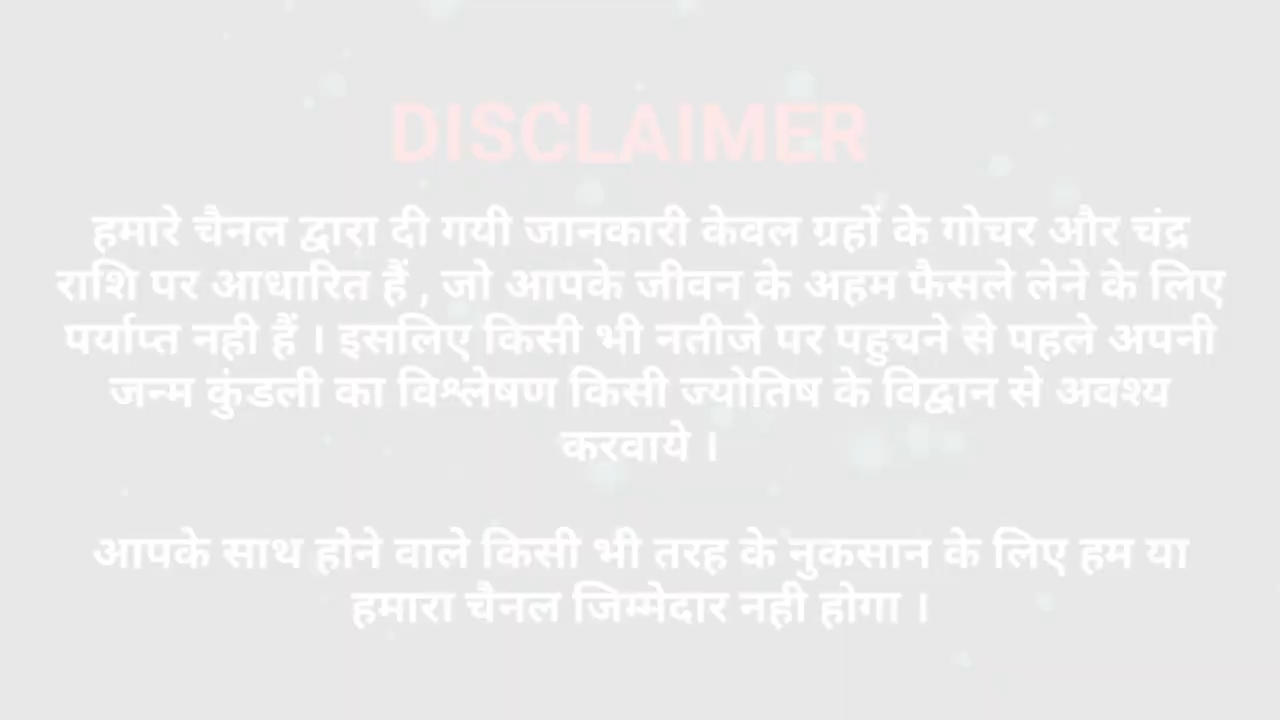 DISCLAIMER
हमारे चैनल द्वारा दी गयी जानकारी केवल ग्रहों के गोचर और चंद्र
राशि पर आधारित हैं , जो आपके जीवन के अहम फैसले लेने के लिए
पर्याप्त नही हैं । इसलिए किसी भी नतीजे पर पहुचने से पहले अपनी
जन्म कुंडली का विश्लेषण किसी ज्योतिष के विद्वान से अवश्य
करवाये ।
आपके साथ होने वाले किसी भी तरह के नुकसान के लिए हम या
हमारा चैनल जिम्मेदार नही होगा ।